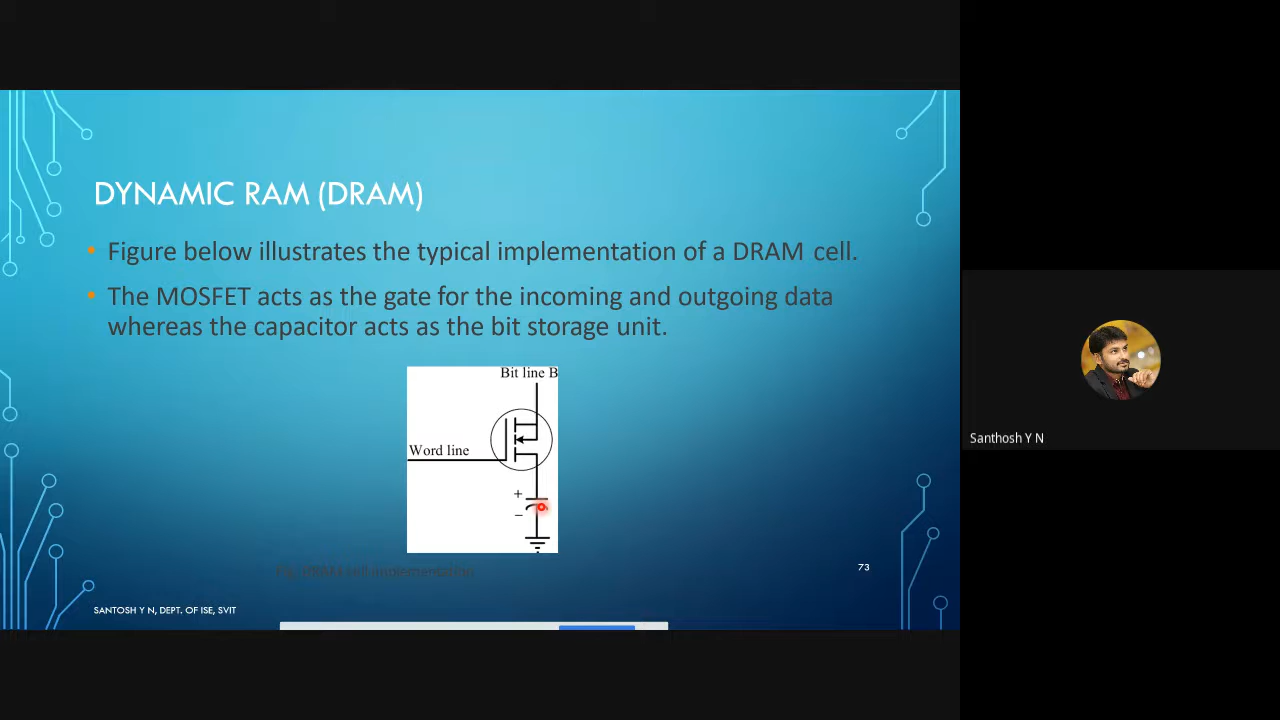 DYNAMIC RAM (DRAM)
• Figure below illustrates the typical implementation of a DRAM cell.
• The MOSFET acts as the gate for the incoming and outgoing data
whereas the capacitor acts as the bit storage unit.
Bit line B
Word line
+
−
cell implementation
73
SANTOSH Y N, DEPT. OF ISE, SVIT
Santhosh Y N